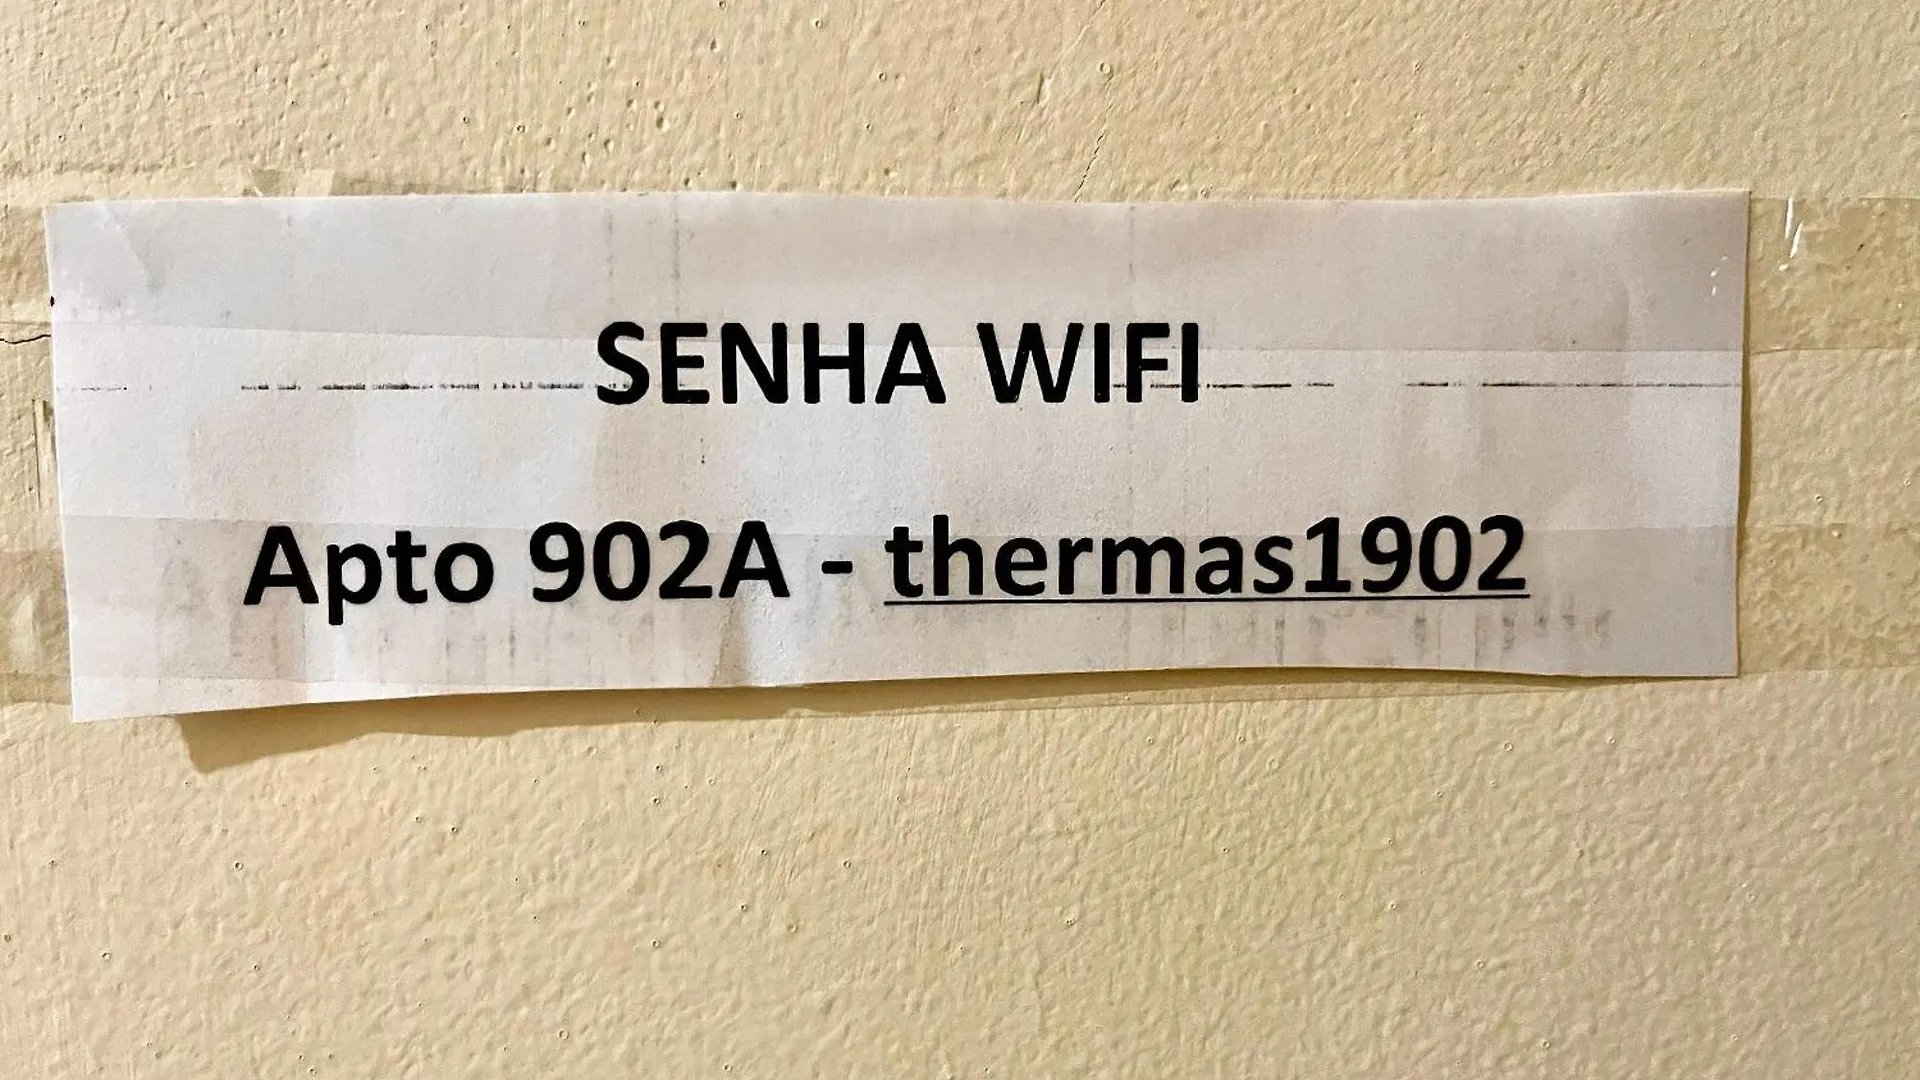 SENHA WIFI
Apto 902A - thermas1902